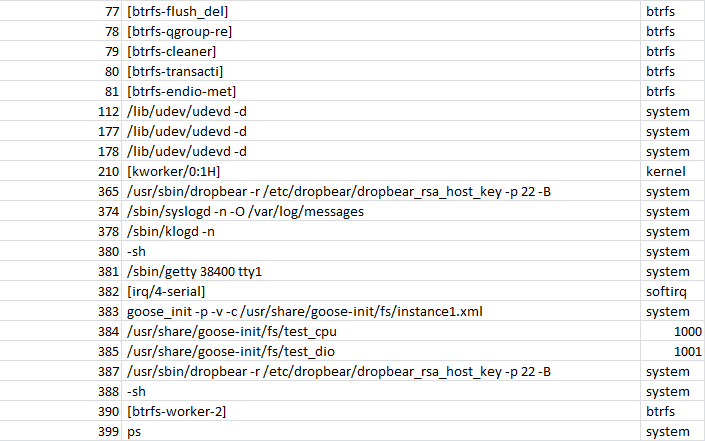 77 [btrfs-flush_del] btrfs
78 [btrfs-qgroup-re] btrfs
79 [btrfs-cleaner] btrfs
80 [btrfs-transacti] btrfs
81 [btrfs-endio-met] btrfs
112 /lib/udev/udevd -d system
177 /lib/udev/udevd -d system
178 /lib/udev/udevd -d system
210 [kworker/0:1H] kernel
365 /usr/sbin/dropbear -r /etc/dropbear/dropbear_rsa_host_key -p 22 -B system
374 /sbin/syslogd -n -O /var/log/messages system
378 /sbin/klogd -n system
380 -sh system
381 /sbin/getty 38400 tty1 system
382 [irq/4-serial] softirq
383 goose_init -p -v -c /usr/share/goose-init/fs/instance1.xml system
384 /usr/share/goose-init/fs/test_cpu 1000
385 /usr/share/goose-init/fs/test_dio 1001
387 /usr/sbin/dropbear -r /etc/dropbear/dropbear_rsa_host_key -p 22 -B system
388 -sh system
390 [btrfs-worker-2] btrfs
399 ps system